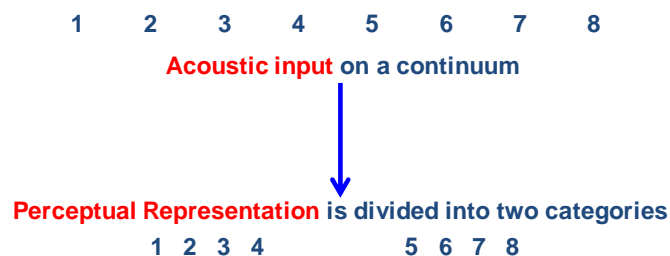 1 2 3 4 5 6 7 8
Acoustic input on a continuum
Perceptual Representation is divided into two categories
1 2 3 4 5 6 7 8